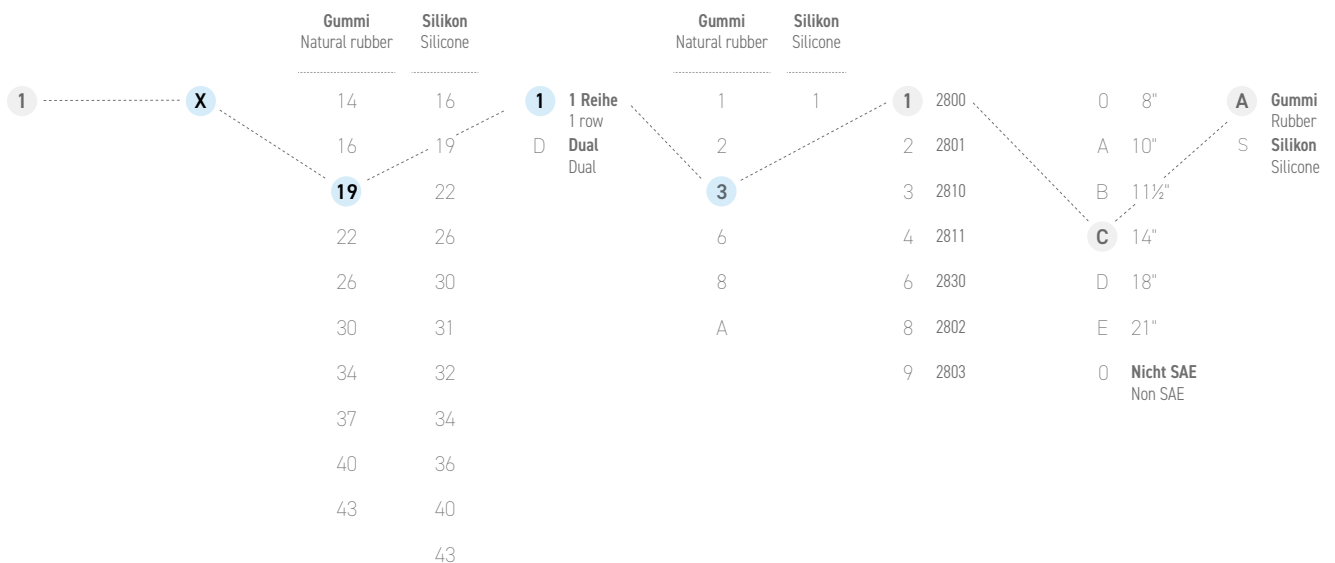 Gummi Silikon Gummi Silikon
Natural rubber Silicone Natural rubber Silicone
1 X 14 16 1 1 Reihe 1 1 1 2800 0 8" A Gummi
1 row Rubber
16 19 D Dual 2 2 2801 A 10" S Silikon
Dual Silicone
19 22 3 3 2810 B 11½"
22 26 6 4 2811 C 14"
26 30 8 6 2830 D 18"
30 31 A 8 2802 E 21"
34 32 9 2803 0 Nicht SAE
Non SAE
37 34
40 36
43 40
43